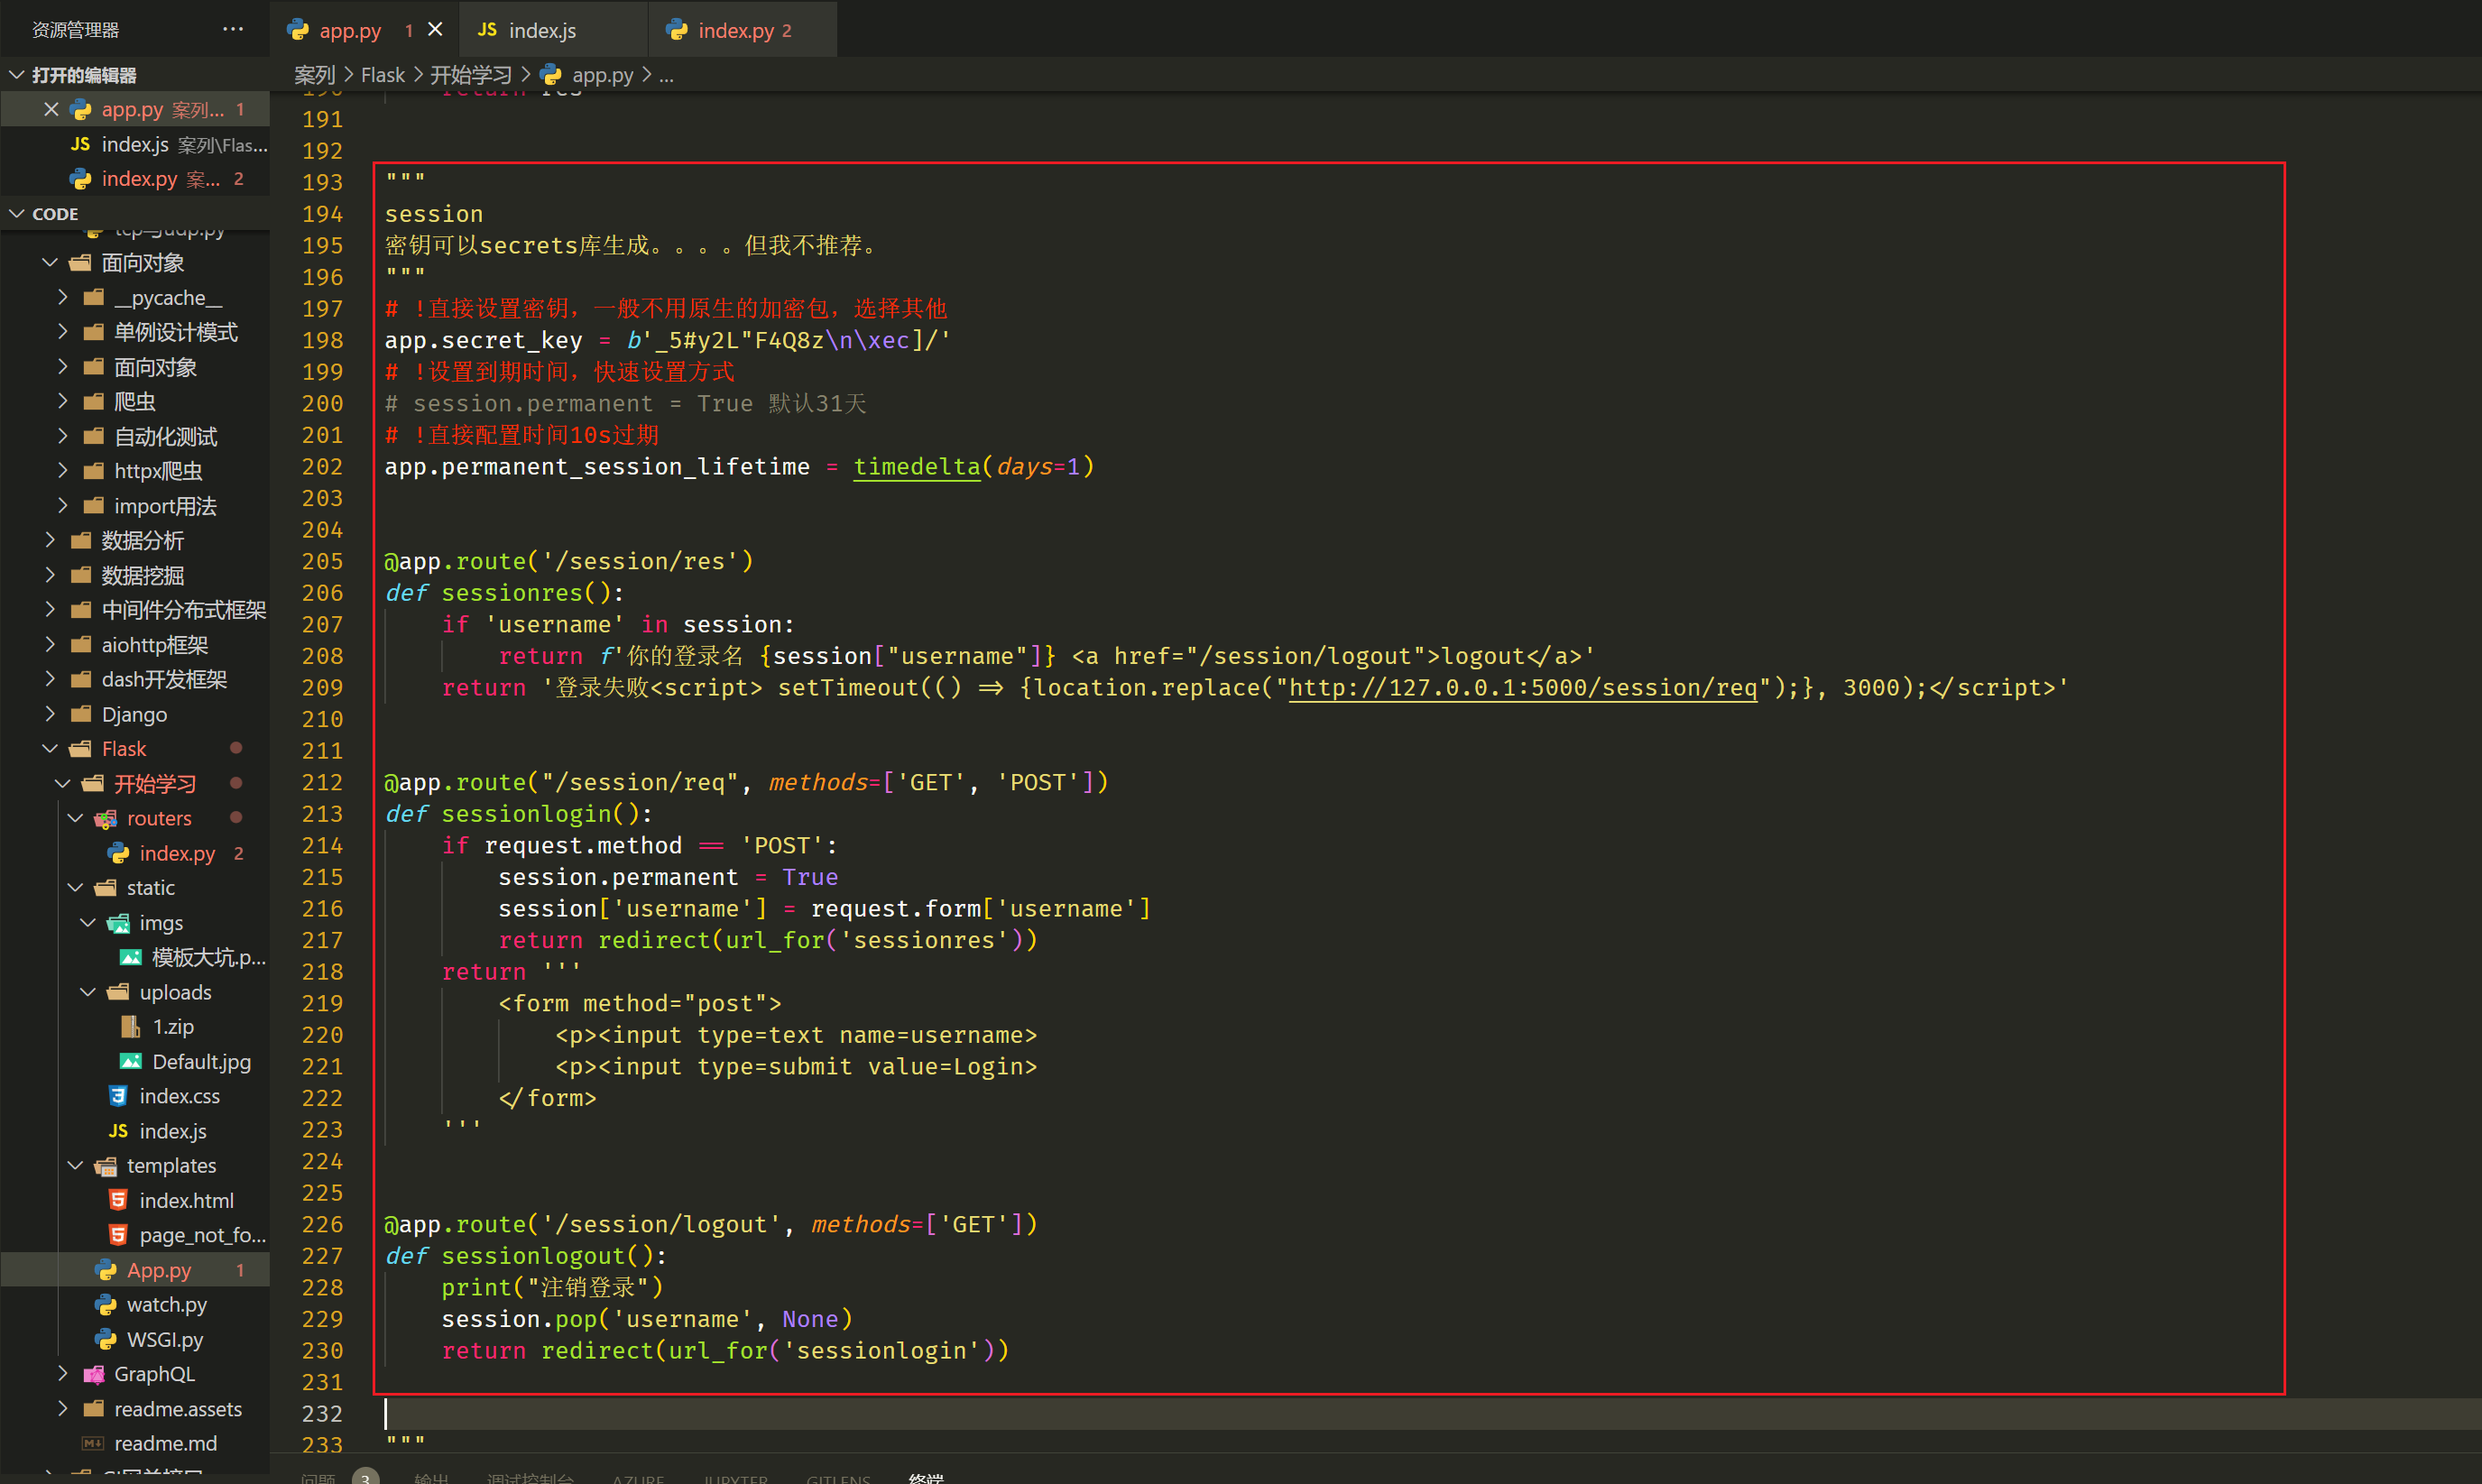 资源管理器 ···
打开的编辑器
app.py 案列... 1
index.js 案列\Flas...
index.py 案... 2
CODE
tcp与udp.py
面向对象
__pycache__
单例设计模式
面向对象
爬虫
自动化测试
httpx爬虫
import用法
数据分析
数据挖掘
中间件分布式框架
aiohttp框架
dash开发框架
Django
Flask
开始学习
routers
index.py 2
static
imgs
模板大坑.p...
uploads
1.zip
Default.jpg
index.css
index.js
templates
index.html
page_not_fo...
App.py 1
watch.py
WSGI.py
GraphQL
readme.assets
readme.md
app.py 1
JS index.js
index.py 2
案列 > Flask > 开始学习 > app.py > ...
190 return res
191
192
193 """
194 session
195 密钥可以secrets库生成。。。。但我不推荐。
196 """
197 # !直接设置密钥，一般不用原生的加密包，选择其他
198 app.secret_key = b'_5#y2L"F4Q8z\n\xec]/'
199 # !设置到期时间，快速设置方式
200 # session.permanent = True 默认31天
201 # !直接配置时间10s过期
202 app.permanent_session_lifetime = timedelta(days=1)
203
204
205 @app.route('/session/res')
206 def sessionres():
207     if 'username' in session:
208         return f'你的登录名 {session["username"]} <a href="/session/logout">logout</a>'
209     return '登录失败<script> setTimeout(() => {location.replace("http://127.0.0.1:5000/session/req");}, 3000);</script>'
210
211
212 @app.route("/session/req", methods=['GET', 'POST'])
213 def sessionlogin():
214     if request.method == 'POST':
215         session.permanent = True
216         session['username'] = request.form['username']
217         return redirect(url_for('sessionres'))
218     return '''
219         <form method="post">
220             <p><input type=text name=username>
221             <p><input type=submit value=Login>
222         </form>
223     '''
224
225
226 @app.route('/session/logout', methods=['GET'])
227 def sessionlogout():
228     print("注销登录")
229     session.pop('username', None)
230     return redirect(url_for('sessionlogin'))
231
232
233 """
问题 3 输出 调试控制台 AZURE JUPYTER GITLENS 终端